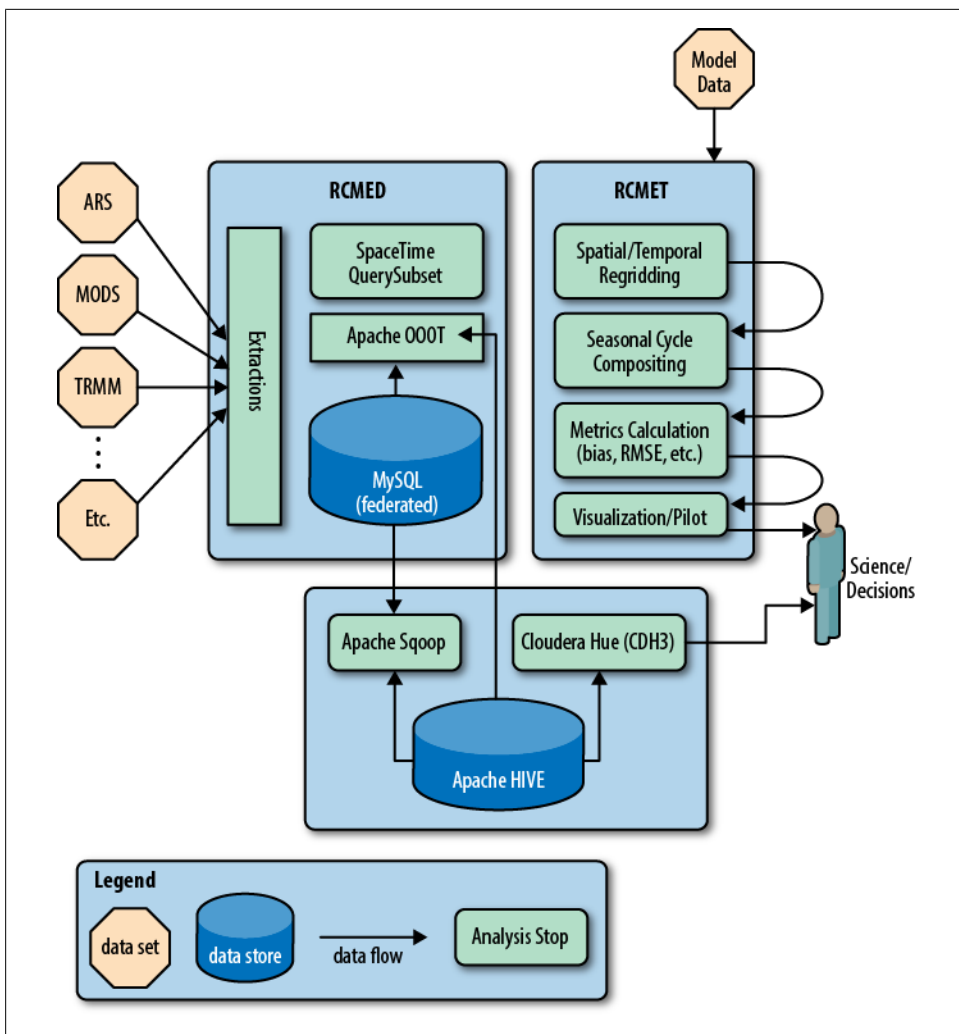 Model
Data
RCMED
RCMET
ARS
MODS
TRMM
Etc.
Extractions
SpaceTime
QuerySubset
Apache OOOT
MySQL
(federated)
Spatial/Temporal
Regridding
Seasonal Cycle
Compositing
Metrics Calculation
(bias, RMSE, etc.)
Visualization/Pilot
Science/
Decisions
Apache Sqoop
Cloudera Hue (CDH3)
Apache HIVE
Legend
data set
data store
data flow
Analysis Stop